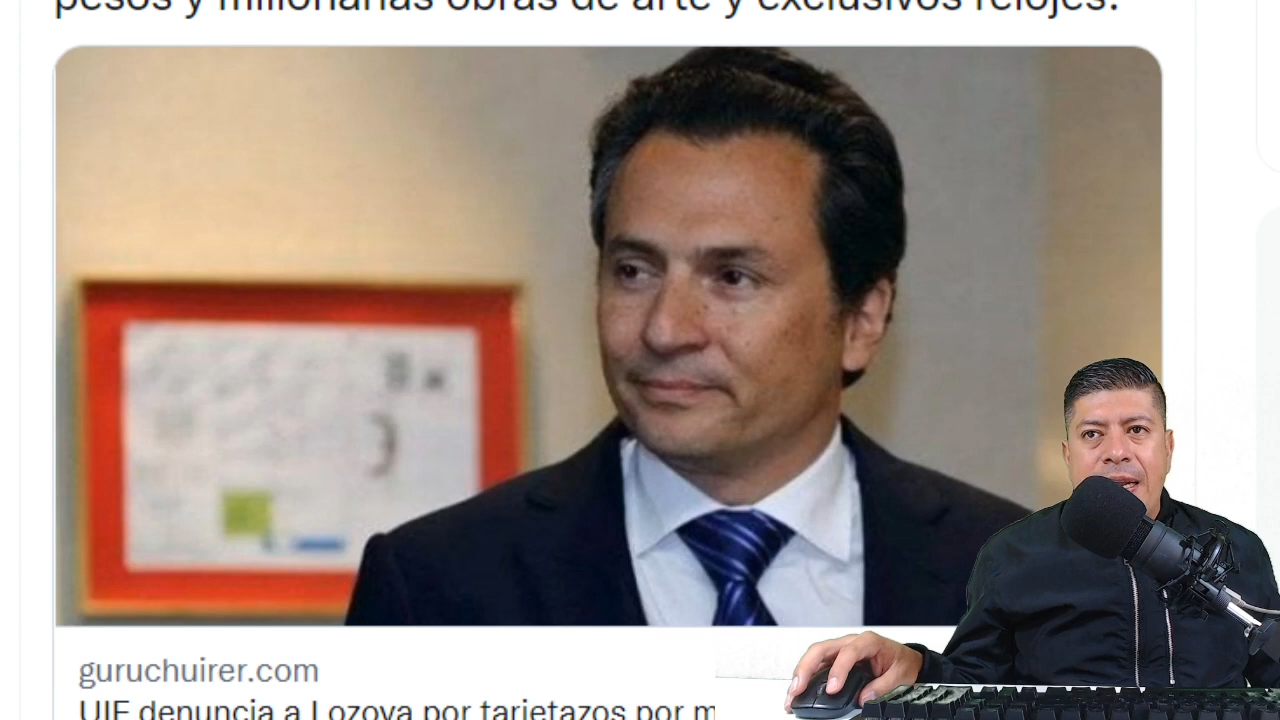 pesos y millonarias obras de arte y exclusivos relojes.
guruchuirer.com
UIF denuncia a Lozoya por tarjetazos por m